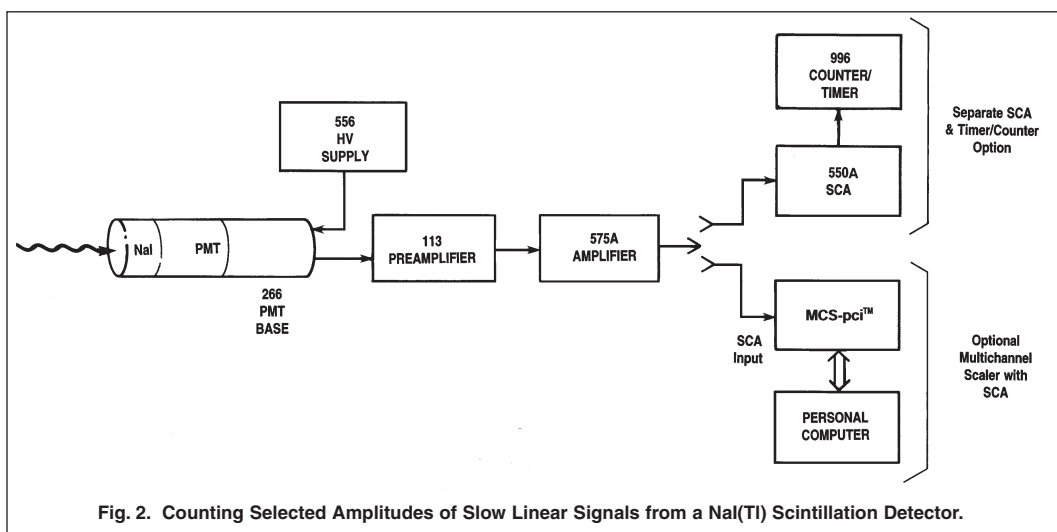 996
COUNTER/
TIMER
Separate SCA
& Timer/Counter
Option
556
HV
SUPPLY
550A
SCA
NaI
PMT
113
PREAMPLIFIER
575A
AMPLIFIER
266
PMT
BASE
MCS-pci™
SCA
Input
Optional
Multichannel
Scaler with
SCA
PERSONAL
COMPUTER
Fig. 2. Counting Selected Amplitudes of Slow Linear Signals from a NaI(Tl) Scintillation Detector.